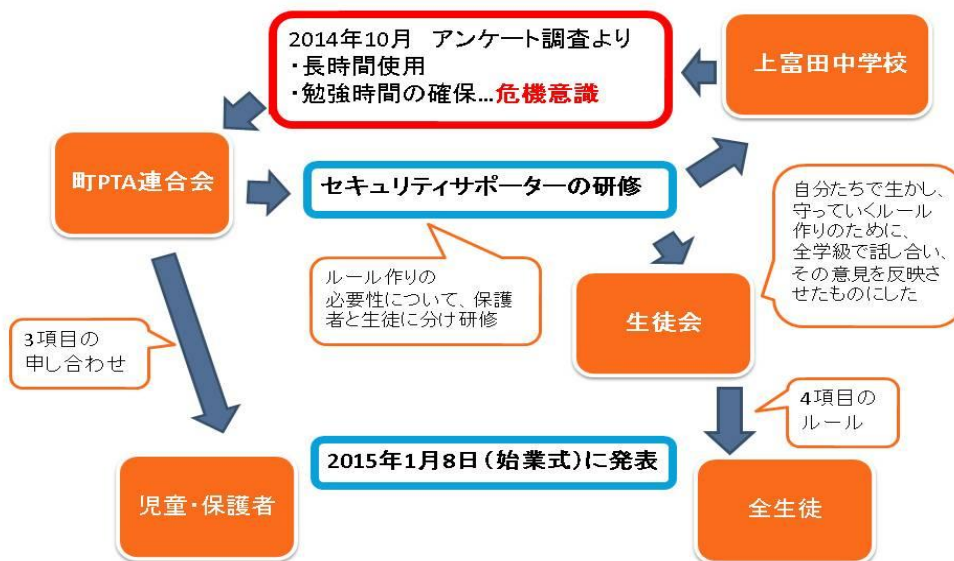 2014年10月　アンケート調査より
・長時間使用
・勉強時間の確保…危機意識
上富田中学校
町PTA連合会
セキュリティサポーターの研修
自分たちで生かし、
守っていくルール
作りのために、
全学級で話し合い、
その意見を反映さ
せたものにした
ルール作りの
必要性について、保護
者と生徒に分け研修
生徒会
3項目の
申し合わせ
4項目の
ルール
2015年1月8日（始業式）に発表
児童・保護者
全生徒